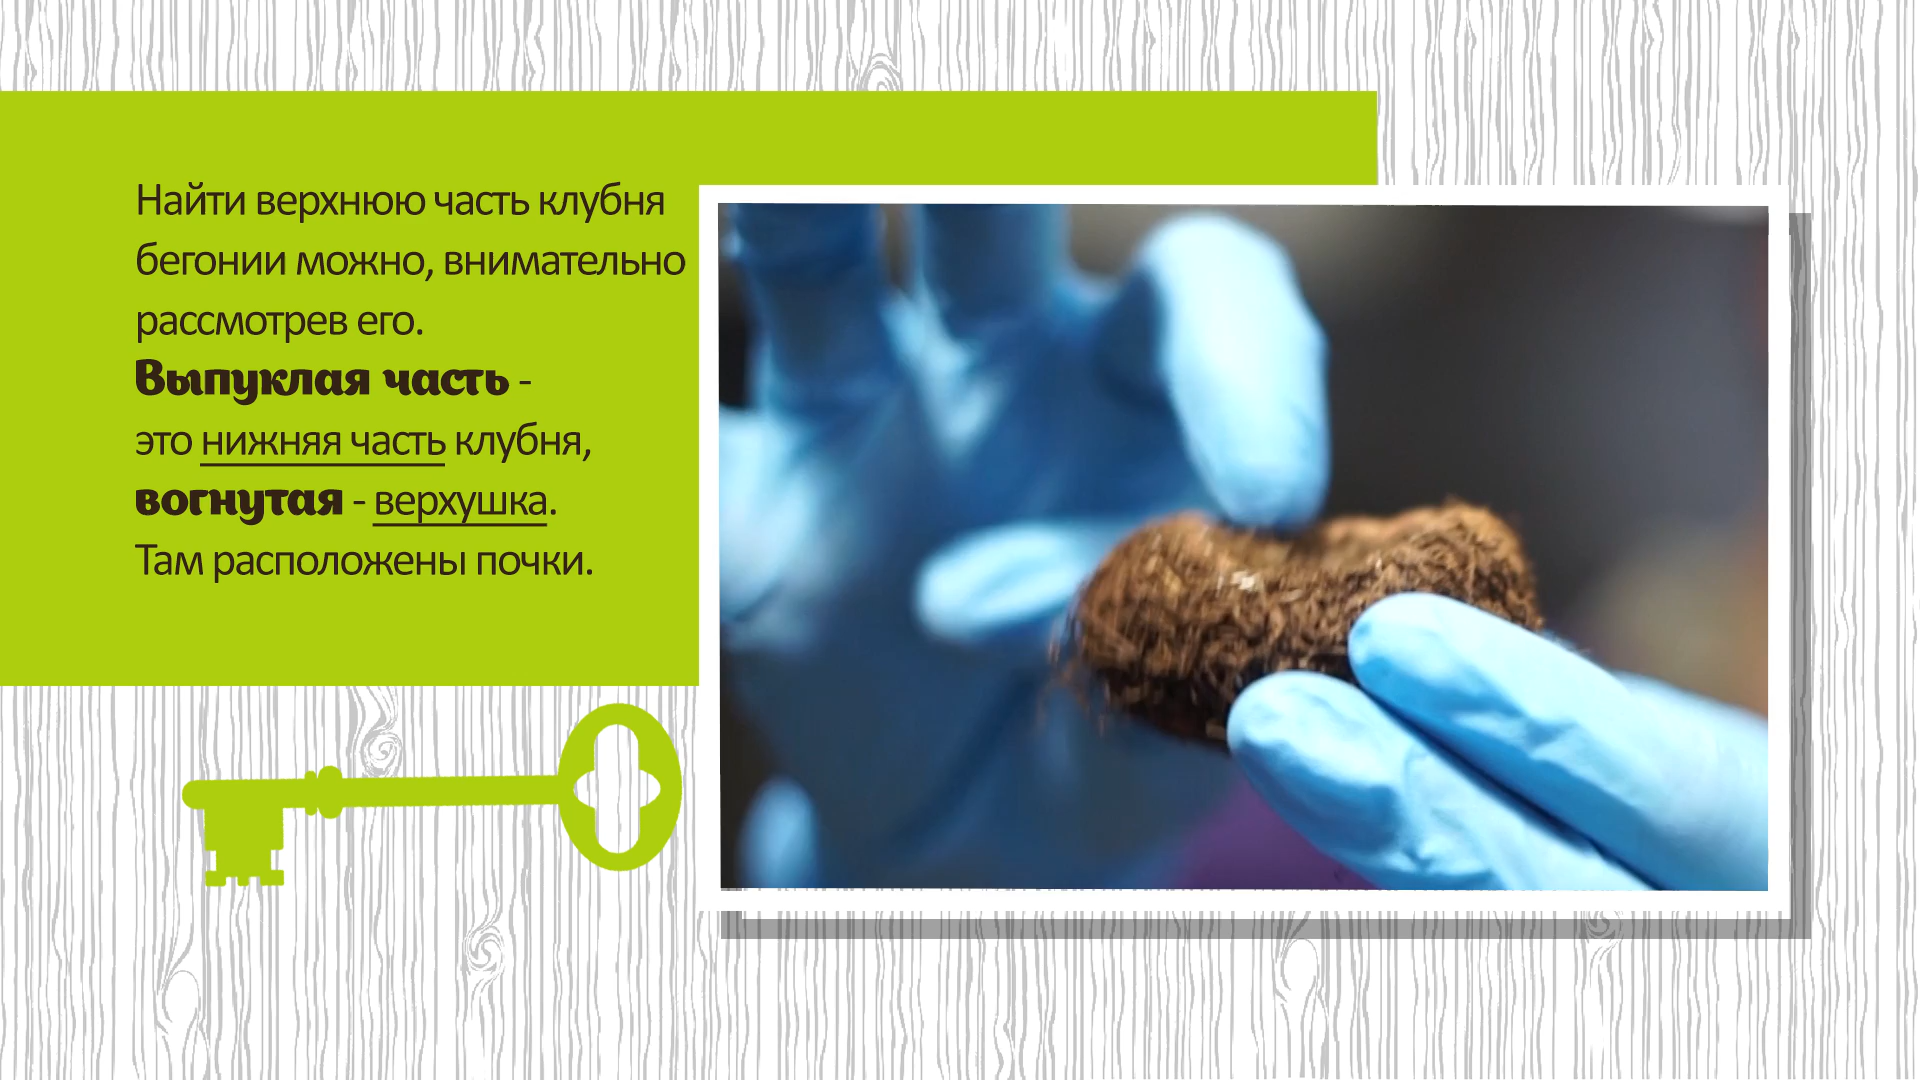 Найти верхнюю часть клубня
бегонии можно, внимательно
рассмотрев его.
Выпуклая часть -
это нижняя часть клубня,
вогнутая - верхушка.
Там расположены почки.